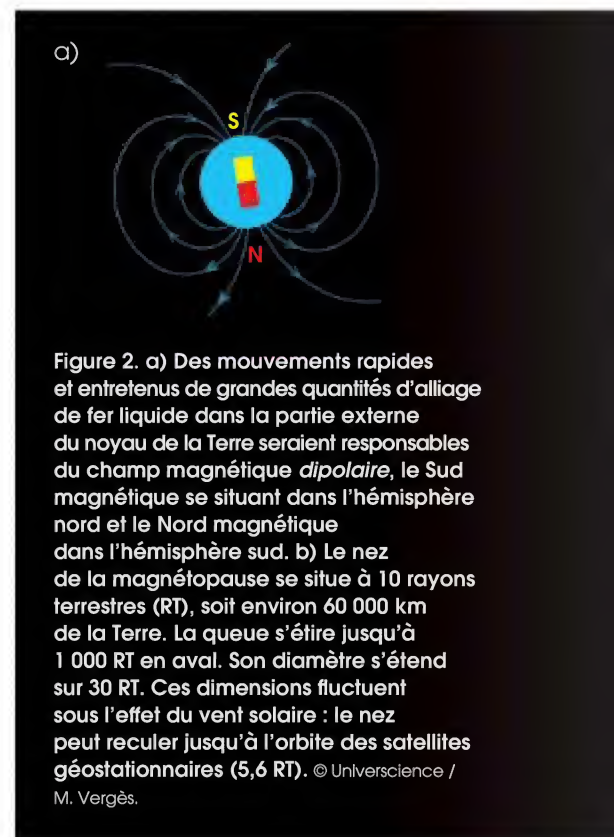 a)
S
N
Figure 2. a) Des mouvements rapides
et entretenus de grandes quantités d'alliage
de fer liquide dans la partie externe
du noyau de la Terre seraient responsables
du champ magnétique dipolaire, le Sud
magnétique se situant dans l'hémisphère
nord et le Nord magnétique
dans l'hémisphère sud. b) Le nez
de la magnétopause se situe à 10 rayons
terrestres (RT), soit environ 60 000 km
de la Terre. La queue s'étire jusqu'à
1 000 RT en aval. Son diamètre s'étend
sur 30 RT. Ces dimensions fluctuent
sous l'effet du vent solaire : le nez
peut reculer jusqu'à l'orbite des satellites
géostationnaires (5,6 RT). © Universcience /
M. Vergès.